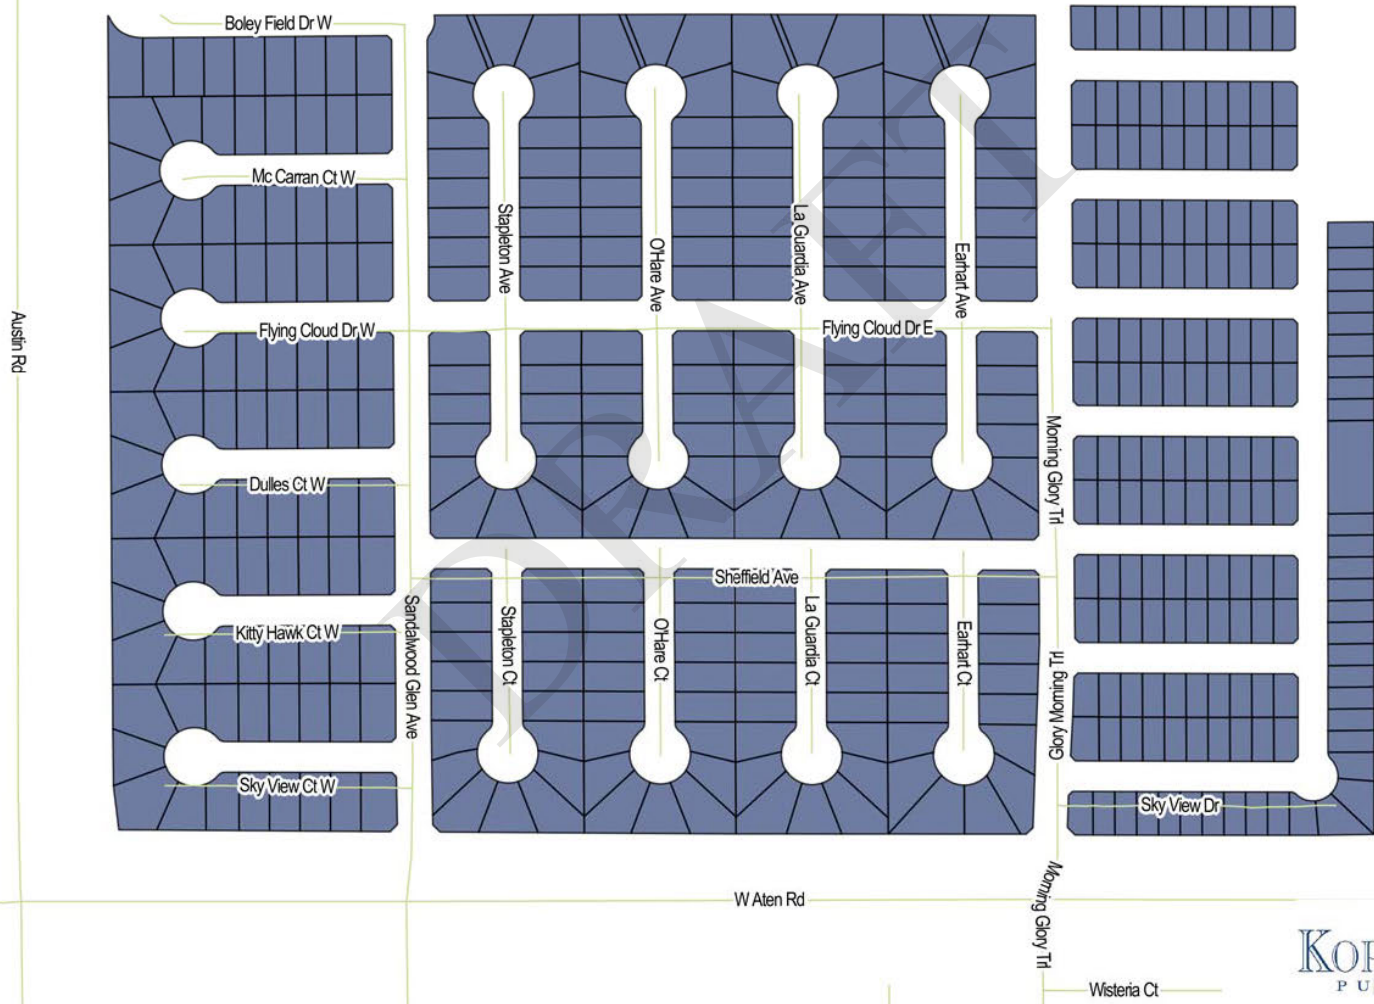 Boley Field Dr W
Mc Carran Ct W
Stapleton Ave
O'Hare Ave
La Guardia Ave
Earhart Ave
Flying Cloud Dr W
Flying Cloud Dr E
Austin Rd
Dulles Ct W
Morning Glory Trl
DRAFT
Sheffield Ave
Kitty Hawk Ct W
Sandalwood Glen Ave
Stapleton Ct
O'Hare Ct
La Guardia Ct
Earhart Ct
Glory Morning Trl
Sky View Ct W
Sky View Dr
W Aten Rd
Morning Glory Trl
Wisteria Ct